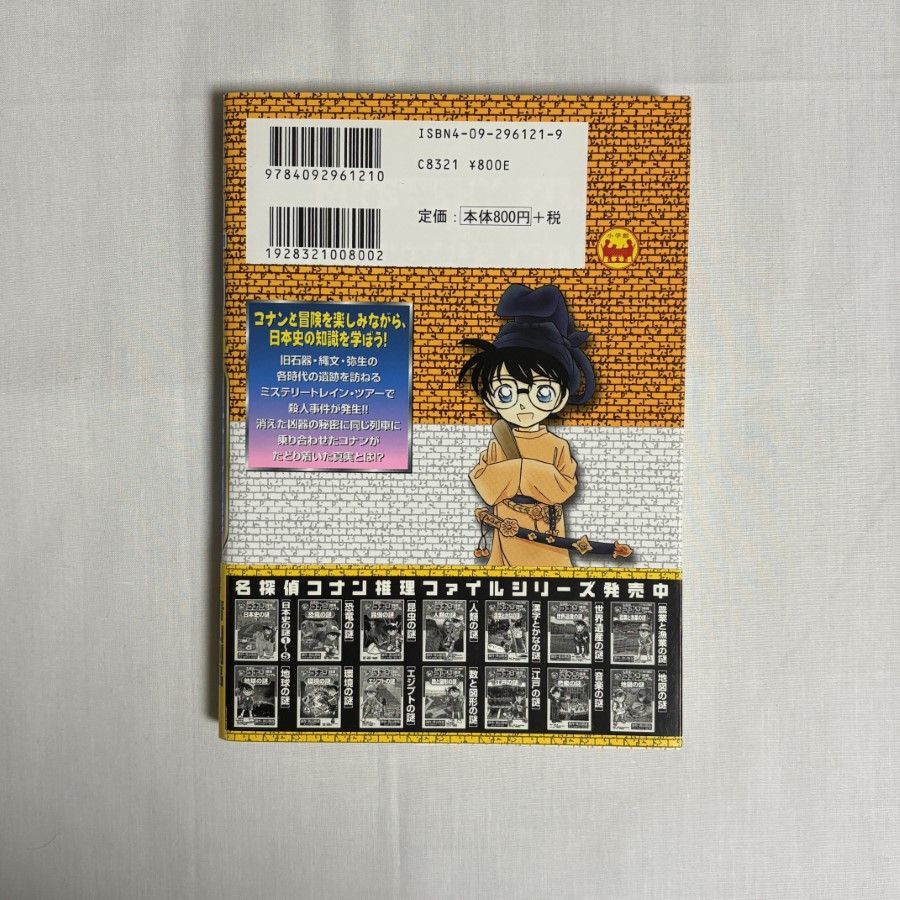 ISBN4-09-296121-9
9784092961210
C8321 ¥800E
定価：本体800円＋税
1928321008002
小学館
コナンと冒険を楽しみながら、
日本史の知識を学ぼう!
旧石器・縄文・弥生の
各時代の遺跡を訪ねる
ミステリートレイン・ツアーで
殺人事件が発生!!
消えた凶器の秘密に同じ列車に
乗り合わせたコナンが
たどり着いた真実とは!?
名探偵コナン推理ファイルシリーズ発売中
[日本史の謎①〜⑤]
[恐竜の謎]
[昆虫の謎]
[人類の謎]
[漢字とかなの謎]
[世界遺産の謎]
[農業と漁業の謎]
[地球の謎]
[環境の謎]
[エジプトの謎]
[数と図形の謎]
[江戸の謎]
[音楽の謎]
[地図の謎]